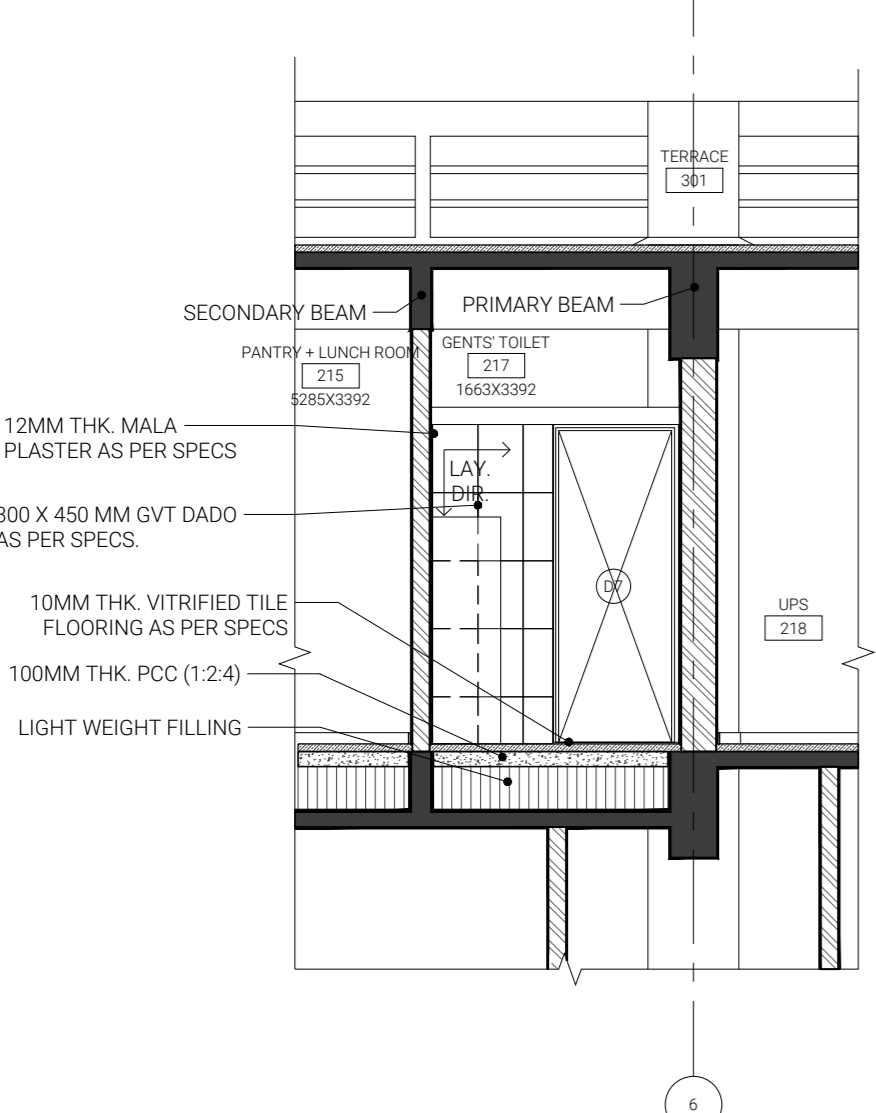 TERRACE
301
SECONDARY BEAM
PRIMARY BEAM
PANTRY + LUNCH ROOM
215
5285X3392
GENTS' TOILET
217
1663X3392
12MM THK. MALA
PLASTER AS PER SPECS
LAY.
DIR.
300 X 450 MM GVT DADO
AS PER SPECS.
10MM THK. VITRIFIED TILE
FLOORING AS PER SPECS
D7
UPS
218
100MM THK. PCC (1:2:4)
LIGHT WEIGHT FILLING
6